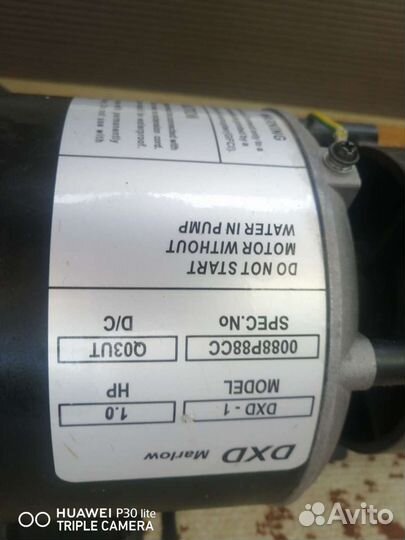 DXD Marlow
DXD - 1 1.0
MODEL HP
0088P88CC Q03UT
SPEC.No D/C
DO NOT START
MOTOR WITHOUT
WATER IN PUMP
HUAWEI P30 lite
TRIPLE CAMERA
Avito